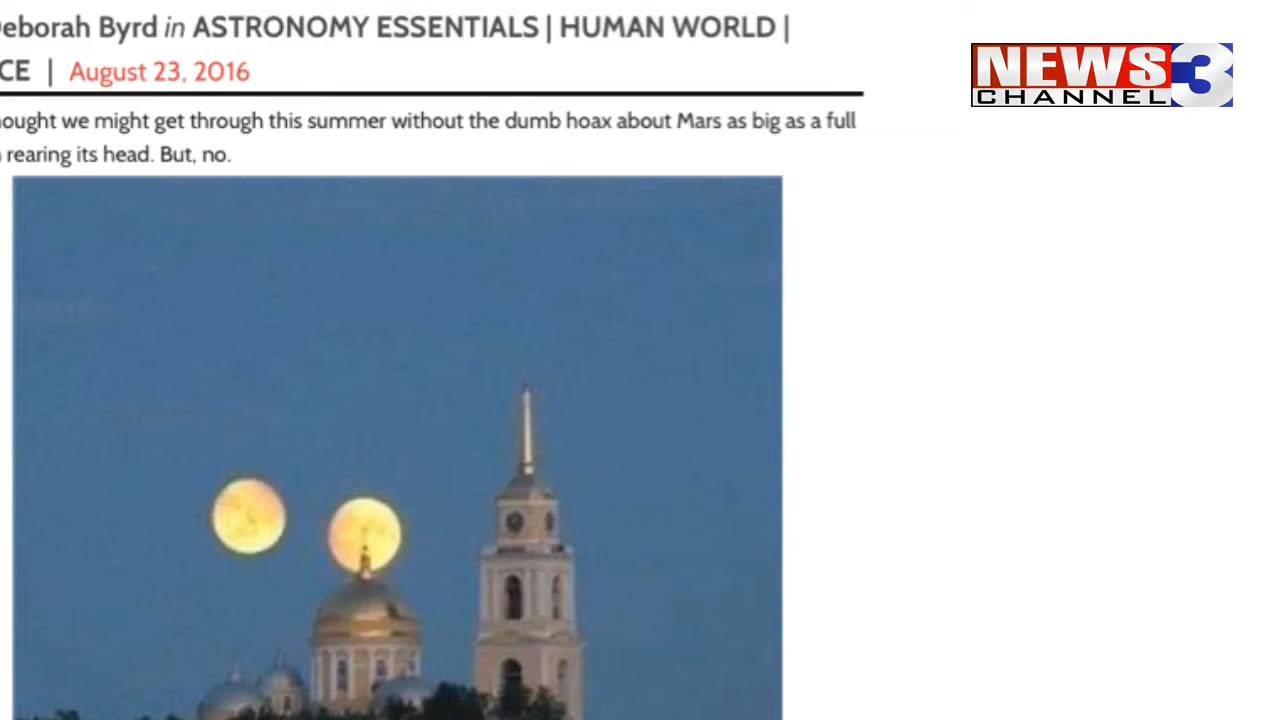 eborah Byrd in ASTRONOMY ESSENTIALS | HUMAN WORLD |
CE | August 23, 2016
NEWS 3
CHANNEL
ought we might get through this summer without the dumb hoax about Mars as big as a full
rearing its head. But, no.